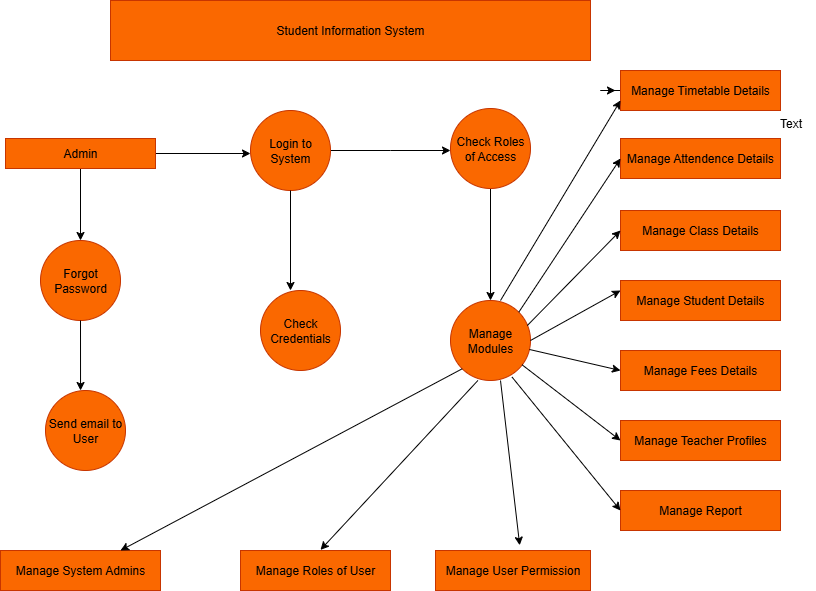 Student Information System
Manage Timetable Details
Text
Admin
Login to
System
Check Roles
of Access
Manage Attendence Details
Manage Class Details
Forgot
Password
Manage Student Details
Check
Credentials
Manage
Modules
Manage Fees Details
Send email to
User
Manage Teacher Profiles
Manage Report
Manage System Admins
Manage Roles of User
Manage User Permission